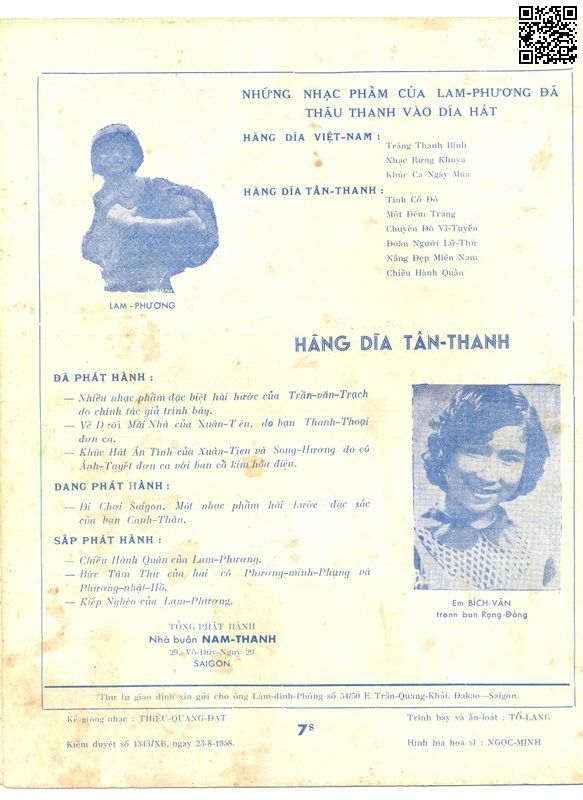 NHỮNG NHẠC PHẨM CỦA LAM-PHƯƠNG ĐÃ
THÂU THANH VÀO DĨA HÁT
HÃNG DĨA VIỆT-NAM :
Trăng Thanh Bình
Nhạc Rừng Khuya
Khúc Ca Ngày Mùa
HÃNG DĨA TÂN-THANH :
Tình Cố Đô
Một Đêm Trăng
Chuyến Đò Vĩ-Tuyến
Đoàn Người Lữ-Thứ
Nắng Đẹp Miền Nam
Chiều Hành Quân
LAM - PHƯƠNG
HÃNG DĨA TÂN-THANH
ĐÃ PHÁT HÀNH :
— Nhiều nhạc phẩm đặc biệt hài hước của Trần-văn-Trạch
do chính tác giả trình bày.
— Về Dưới Mái Nhà của Xuân-Tiên, do bạn Thanh-Thoại
đơn ca.
— Khúc Hát Ân Tình của Xuân-Tiên và Song-Hương do cô
Ánh-Tuyết đơn ca với ban cổ kim hòa điệu.
ĐANG PHÁT HÀNH :
— Đi Chơi Saigon. Một nhạc phẩm hài hước đặc sắc
của bạn Canh-Thân.
SẮP PHÁT HÀNH :
— Chiều Hành Quân của Lam-Phương.
— Bức Tâm Thư của hai cô Phương-minh-Phụng và
Phương-nhật-Hồ.
— Kiếp Nghèo của Lam-Phương.
Em BÍCH-VÂN
trong ban Rạng-Đông
TỔNG PHÁT HÀNH
Nhà buôn NAM-THANH
29, Võ-Duy-Nguy 29
SAIGON
Thư từ giao dịch xin gửi cho ông Lâm-đình-Phùng số 54/50 E Trần-Quang-Khải. Đakao—Saigon.
Kẻ giòng nhạc : THIỀU-QUANG-ĐẠT
Trình bày và ấn-loát : TÔ-LANG
7$
Kiểm duyệt số 1343/XB, ngày 23-8-1958.
Hình bìa họa sĩ : NGỌC-MINH